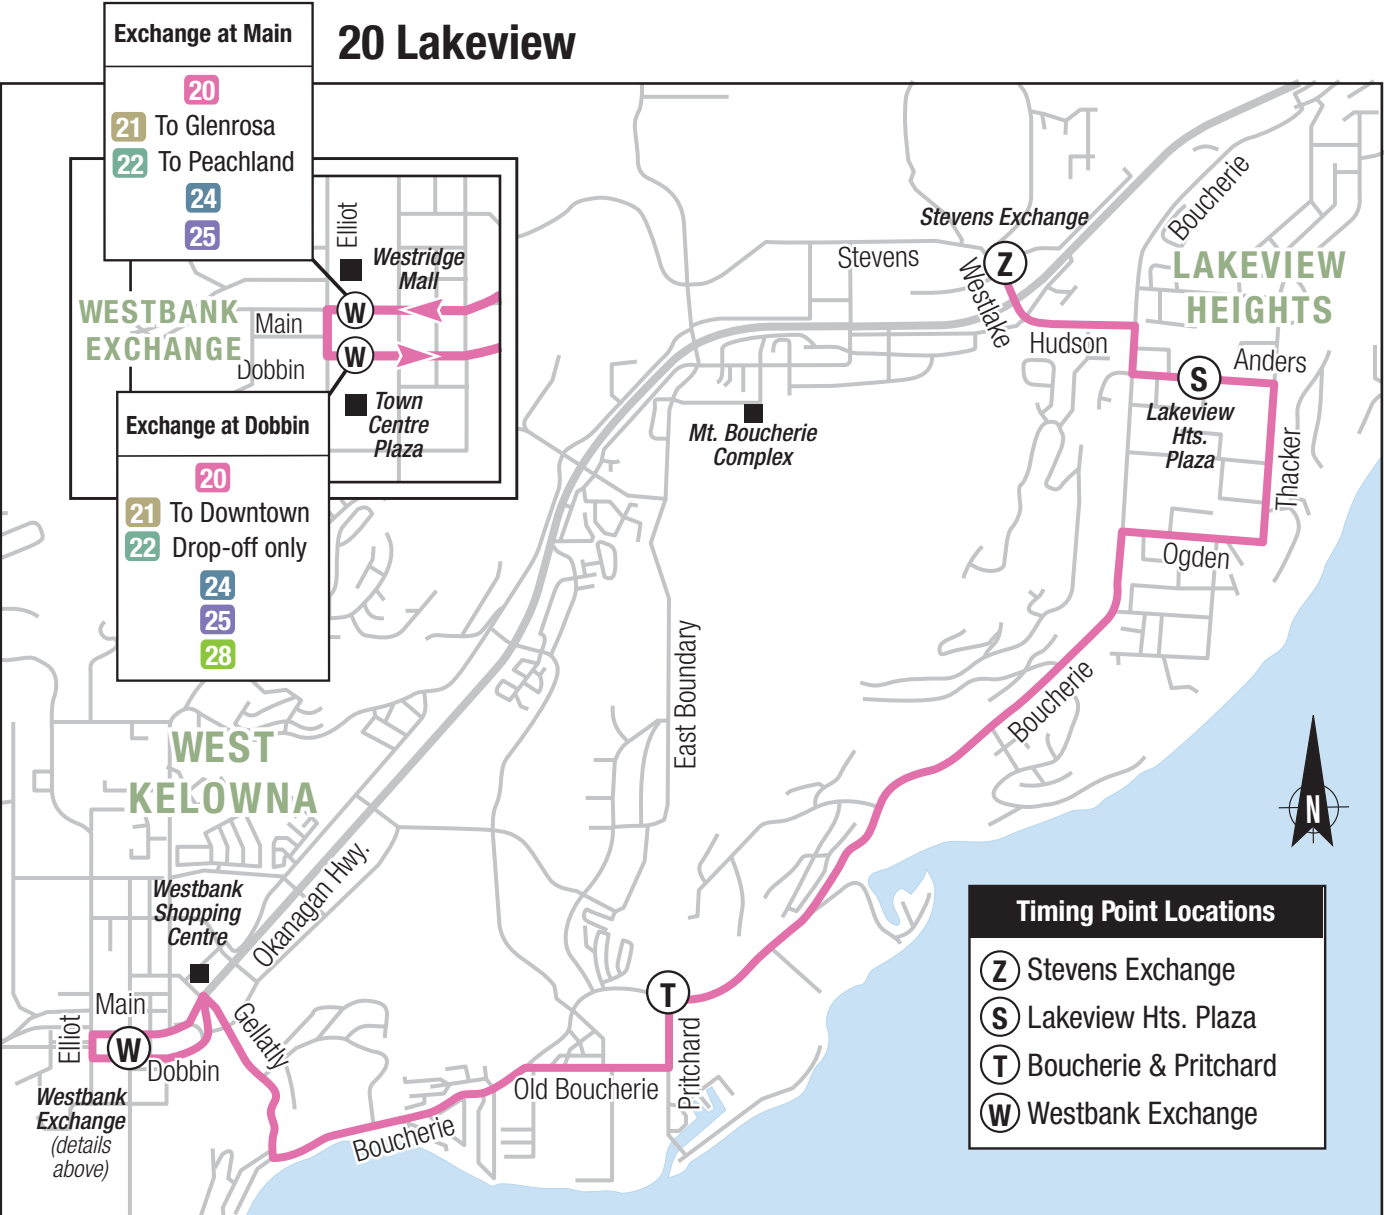 20 Lakeview
Exchange at Main
20
21 To Glenrosa
22 To Peachland
24
25
Elliot
Westridge
Mall
W
Main
W
Dobbin
WESTBANK
EXCHANGE
Town
Centre
Plaza
Exchange at Dobbin
20
21 To Downtown
22 Drop-off only
24
25
28
Stevens Exchange
Z
Stevens
Westlake
Hudson
Boucherie
LAKEVIEW
HEIGHTS
S
Anders
Lakeview
Hts.
Plaza
Thacker
Ogden
Mt. Boucherie
Complex
East Boundary
Boucherie
WEST
KELOWNA
Okanagan Hwy.
Westbank
Shopping
Centre
Main
Elliot
W
Dobbin
Gellatly
Westbank
Exchange
(details
above)
Boucherie
Old Boucherie
T
Pritchard
N
Timing Point Locations
Z Stevens Exchange
S Lakeview Hts. Plaza
T Boucherie & Pritchard
W Westbank Exchange